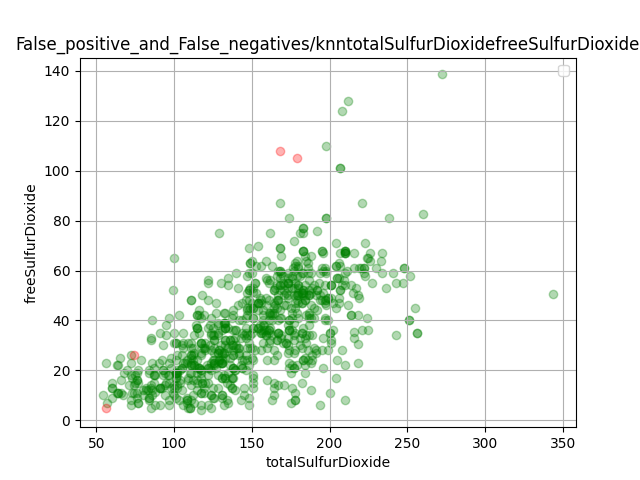 False_positive_and_False_negatives/knntotalSulfurDioxidefreeSulfurDioxide
140
120
100
80
60
40
20
0
freeSulfurDioxide
50 100 150 200 250 300 350
totalSulfurDioxide